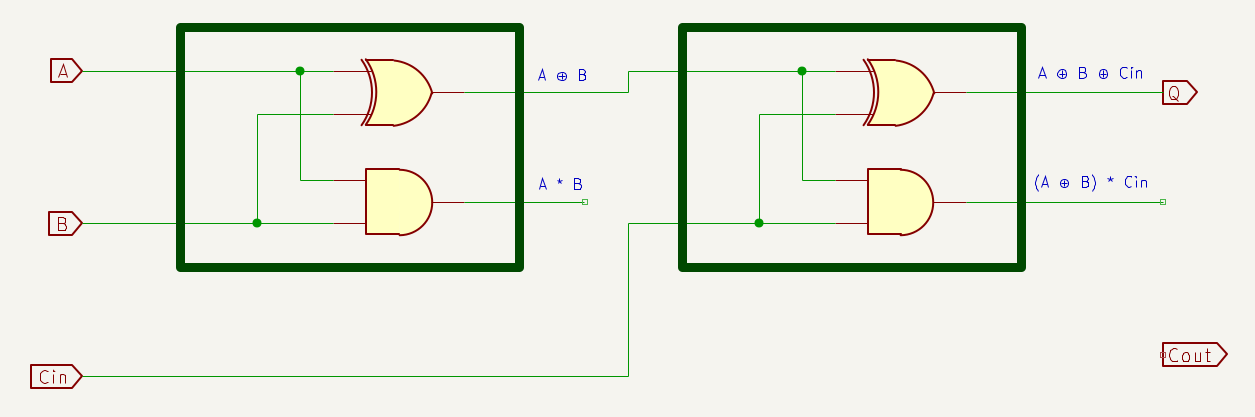 A
A ⊕ B
A ⊕ B ⊕ Cin
Q
B
A * B
(A ⊕ B) * Cin
Cin
Cout